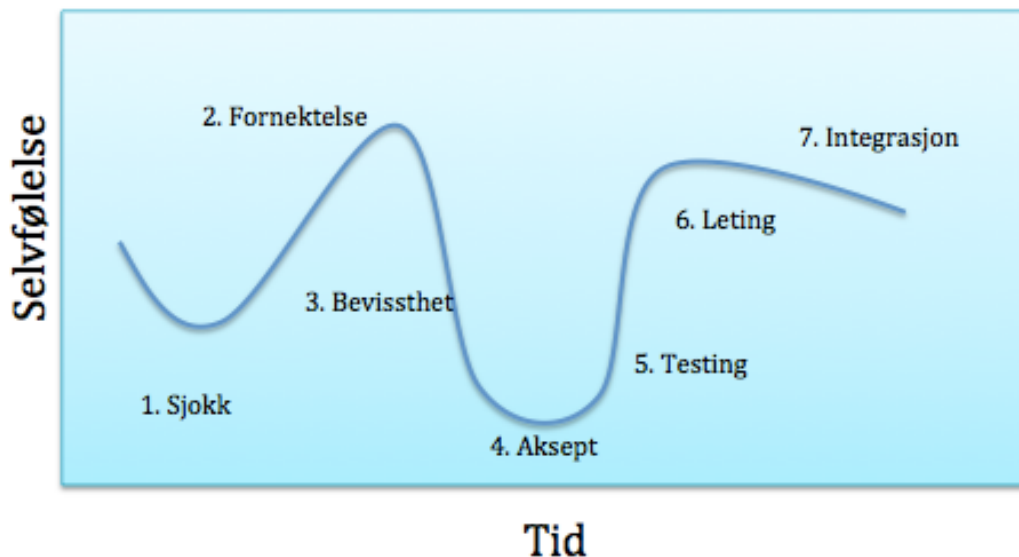 Selvfølelse
2. Fornektelse
7. Integrasjon
6. Leting
3. Bevissthet
5. Testing
1. Sjokk
4. Aksept
Tid